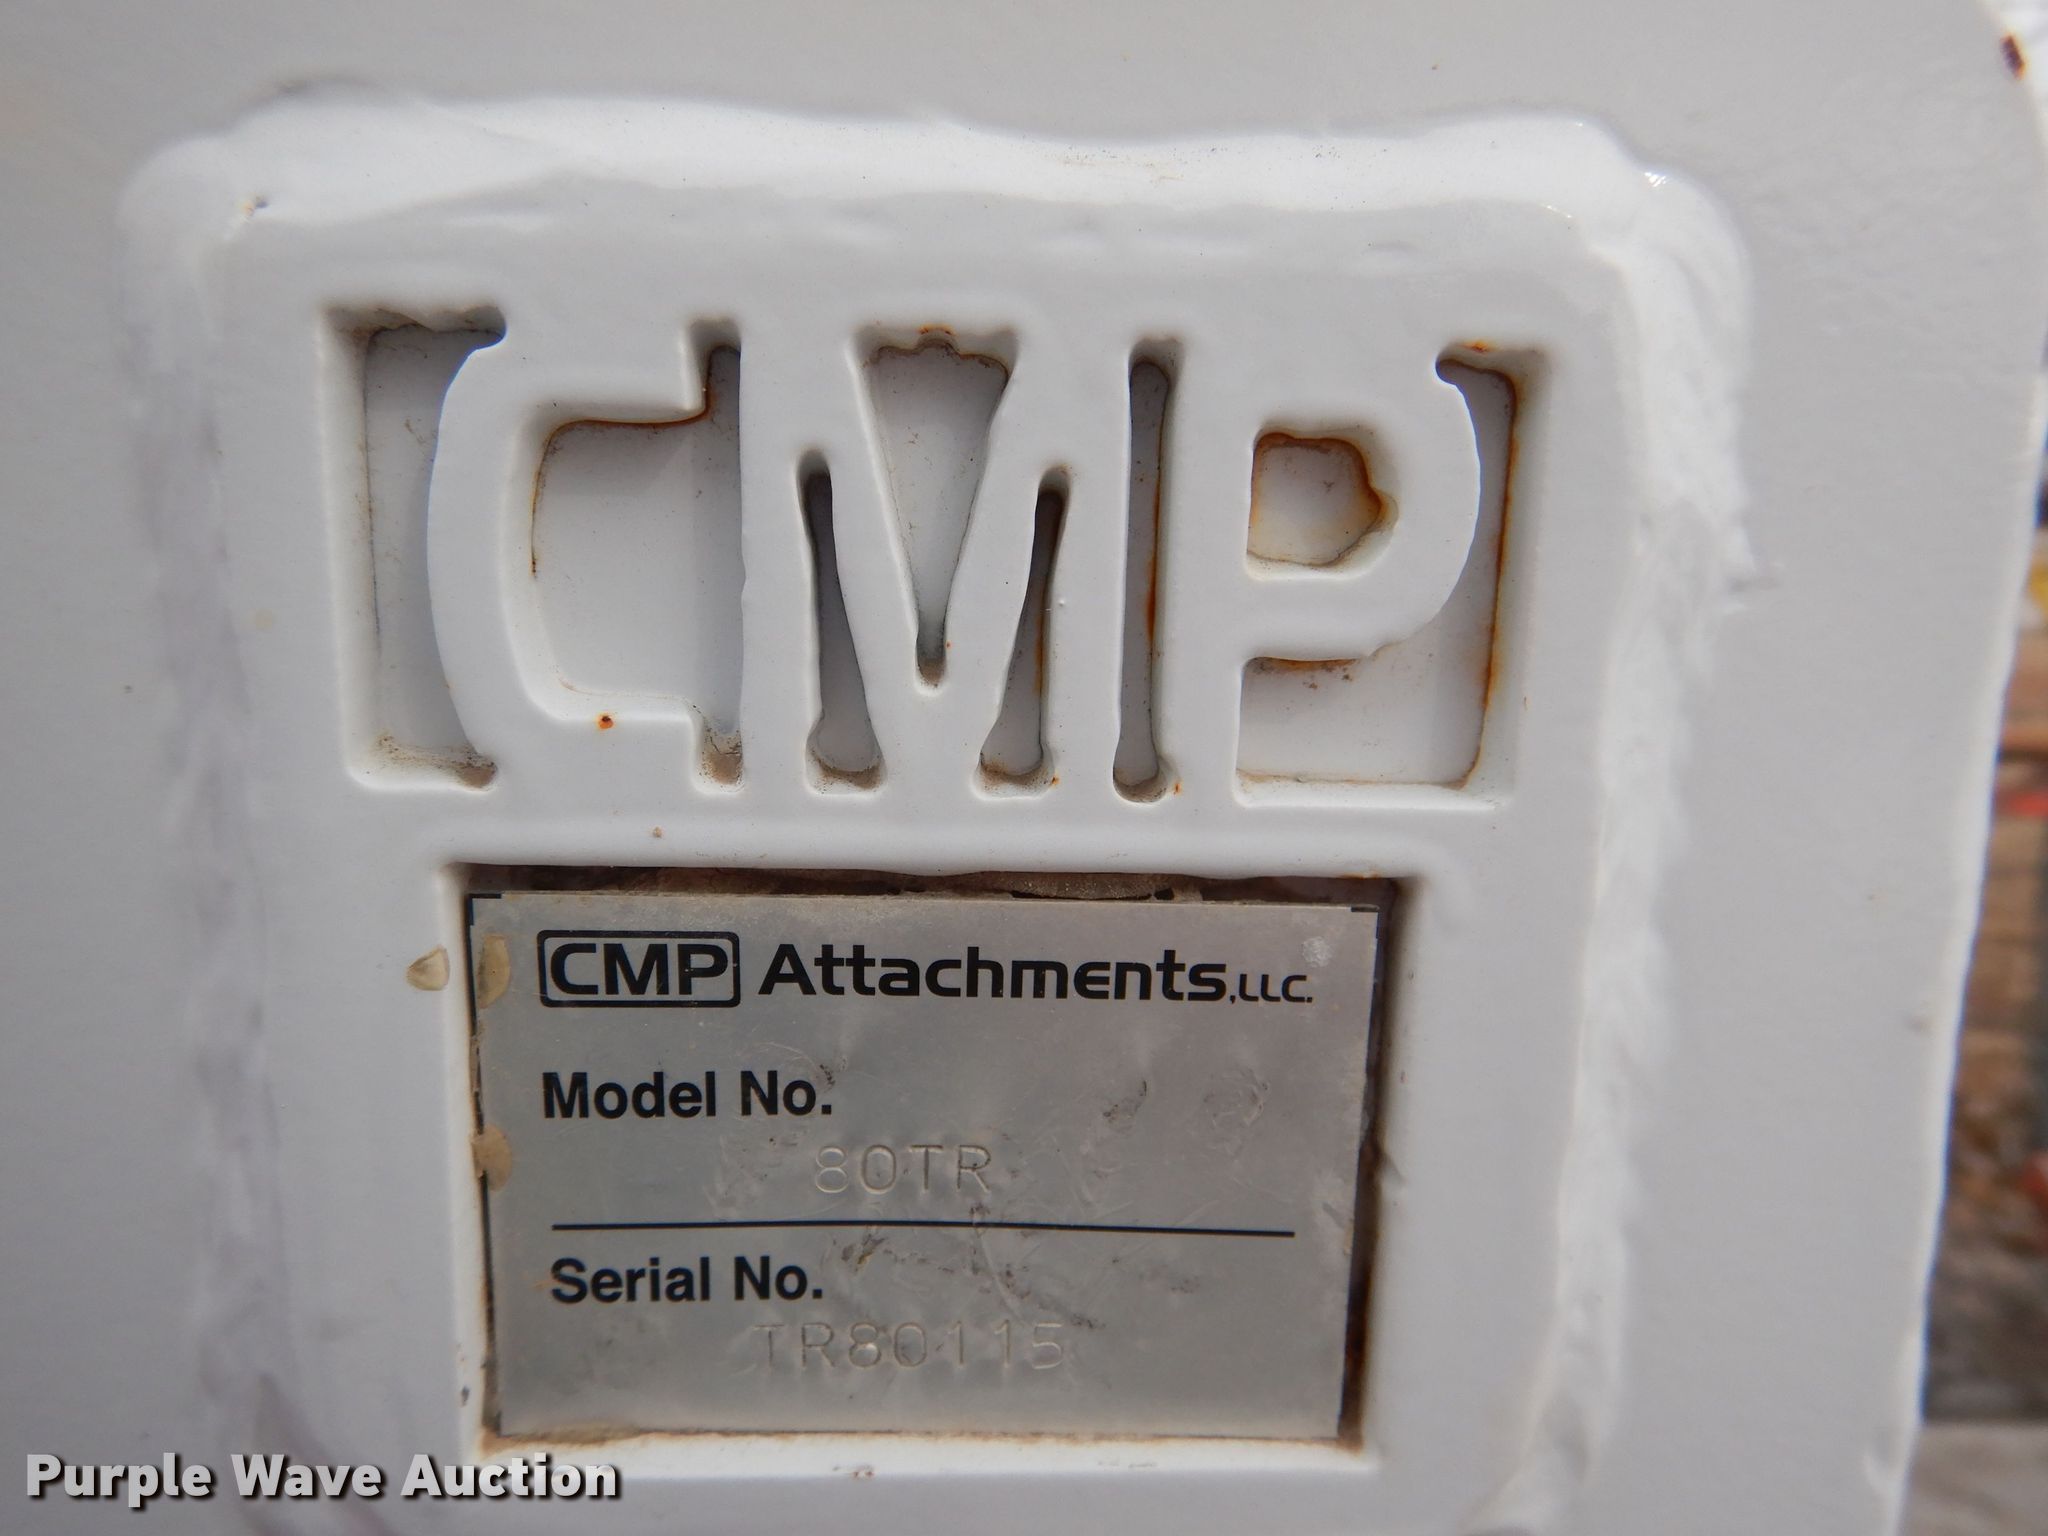 CMP
CMP Attachments, LLC.
Model No.
80TR
Serial No.
TR80115
Purple Wave Auction